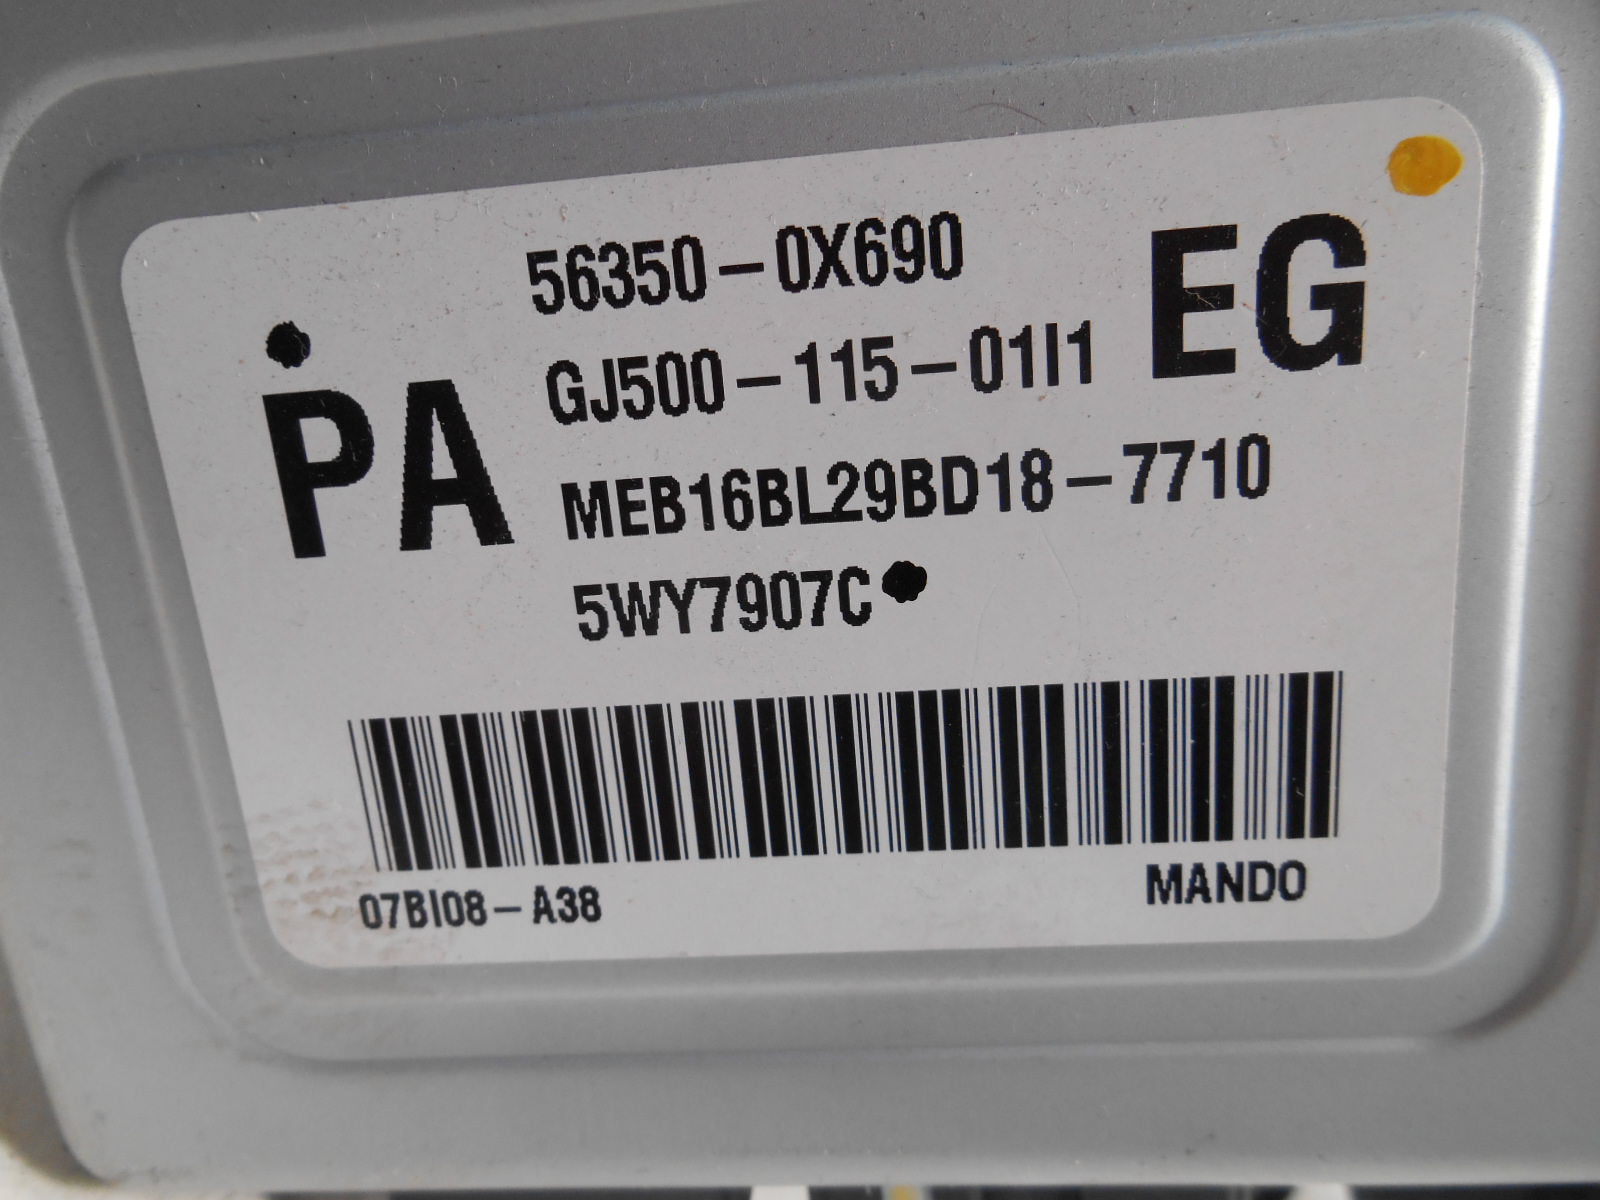 56350-0X690
EG
GJ500-115-01I1
PA
MEB16BL29BD18-7710
5WY7907C
07BI08-A38
MANDO